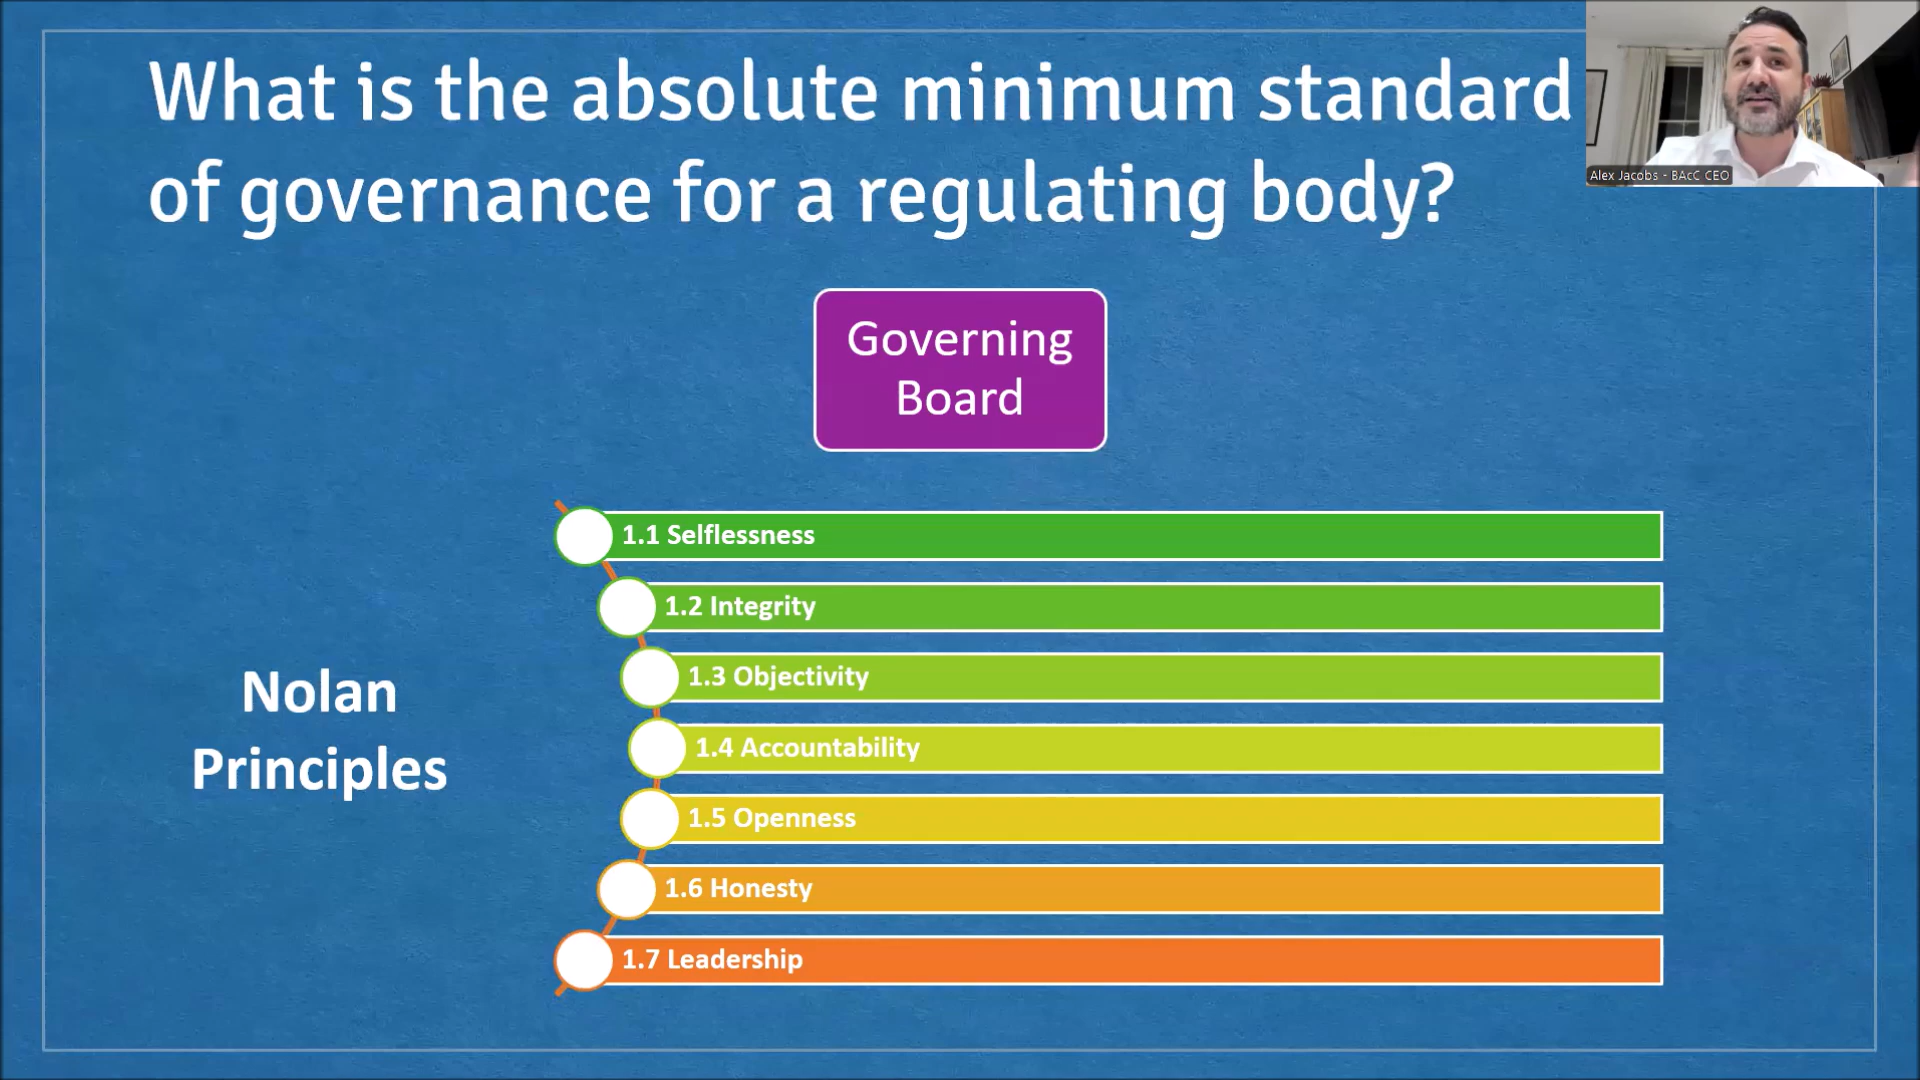 What is the absolute minimum standard
of governance for a regulating body?
Alex Jacobs - BAcC CEO
Governing
Board
Nolan
Principles
1.1 Selflessness
1.2 Integrity
1.3 Objectivity
1.4 Accountability
1.5 Openness
1.6 Honesty
1.7 Leadership